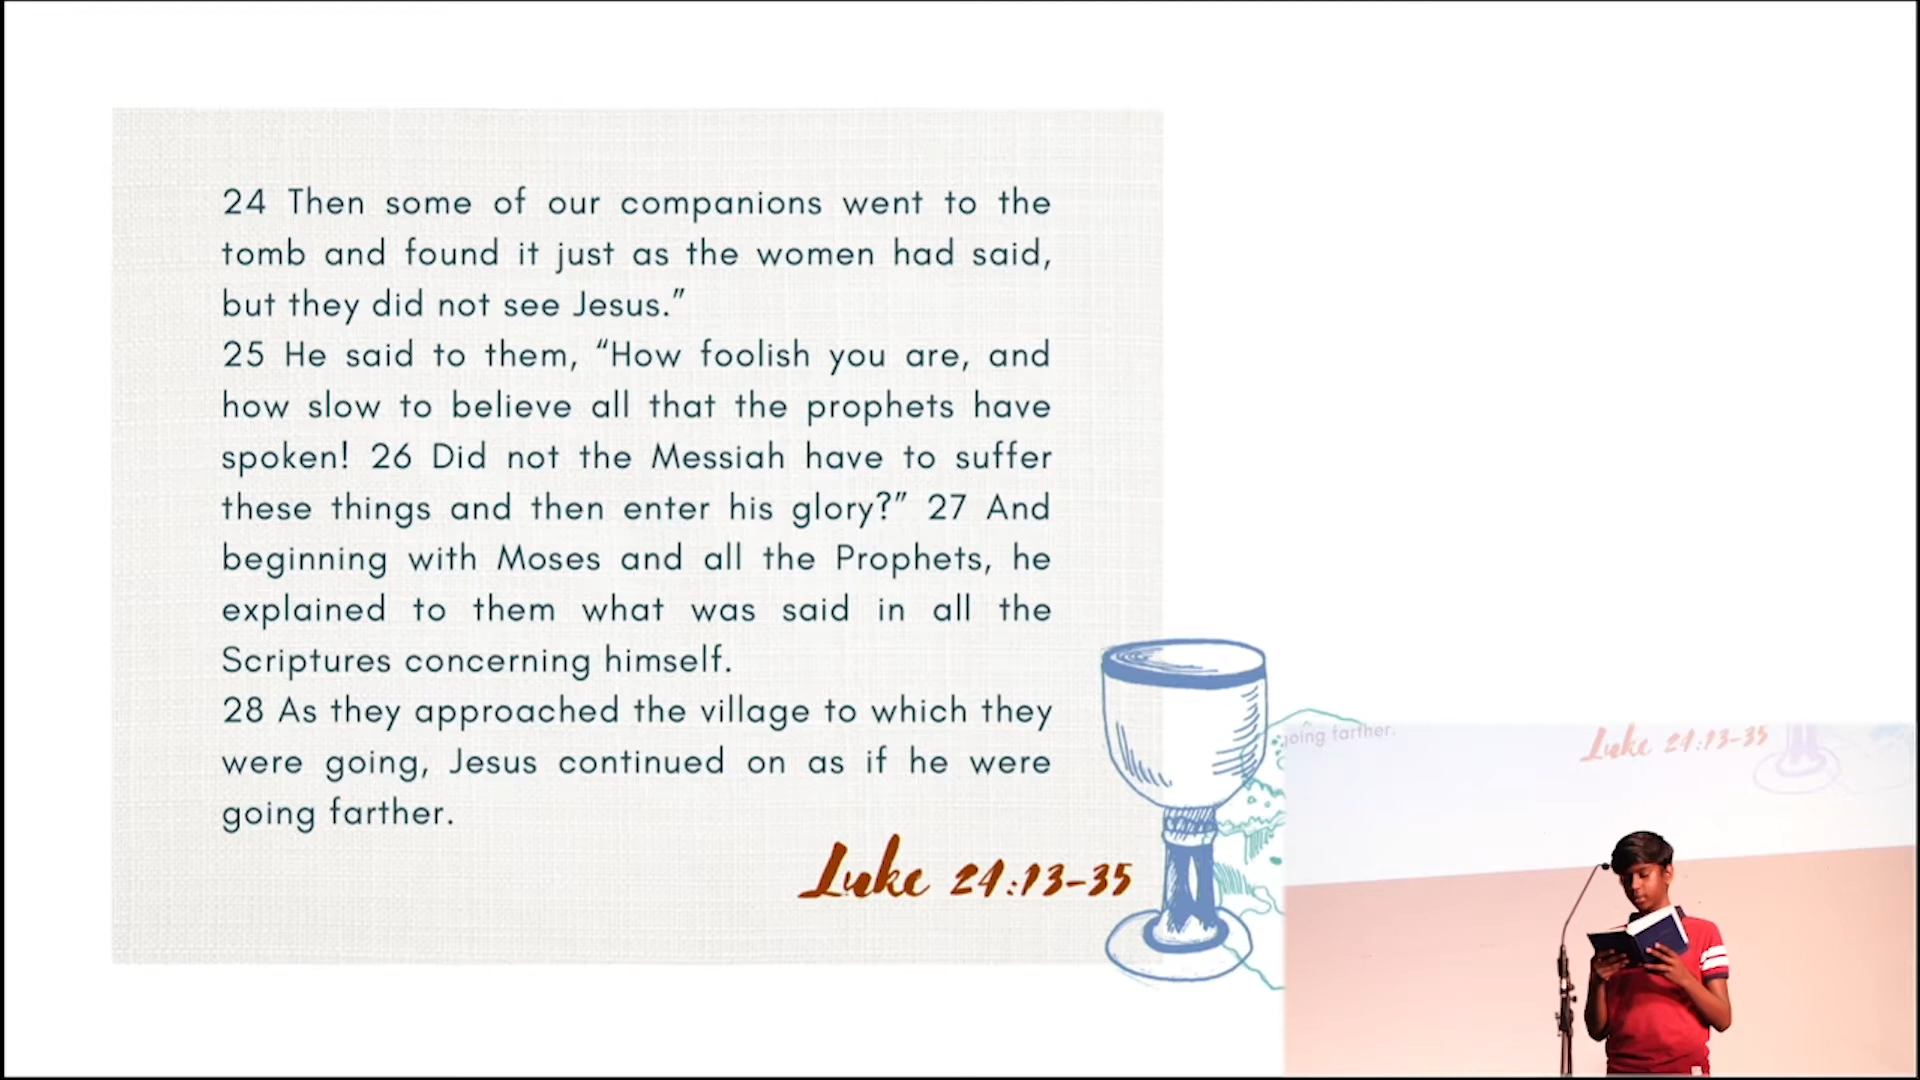 24 Then some of our companions went to the
tomb and found it just as the women had said,
but they did not see Jesus.”
25 He said to them, “How foolish you are, and
how slow to believe all that the prophets have
spoken! 26 Did not the Messiah have to suffer
these things and then enter his glory?” 27 And
beginning with Moses and all the Prophets, he
explained to them what was said in all the
Scriptures concerning himself.
28 As they approached the village to which they
were going, Jesus continued on as if he were
going farther.
Luke 24:13-35
going farther.
Luke 24:13-35